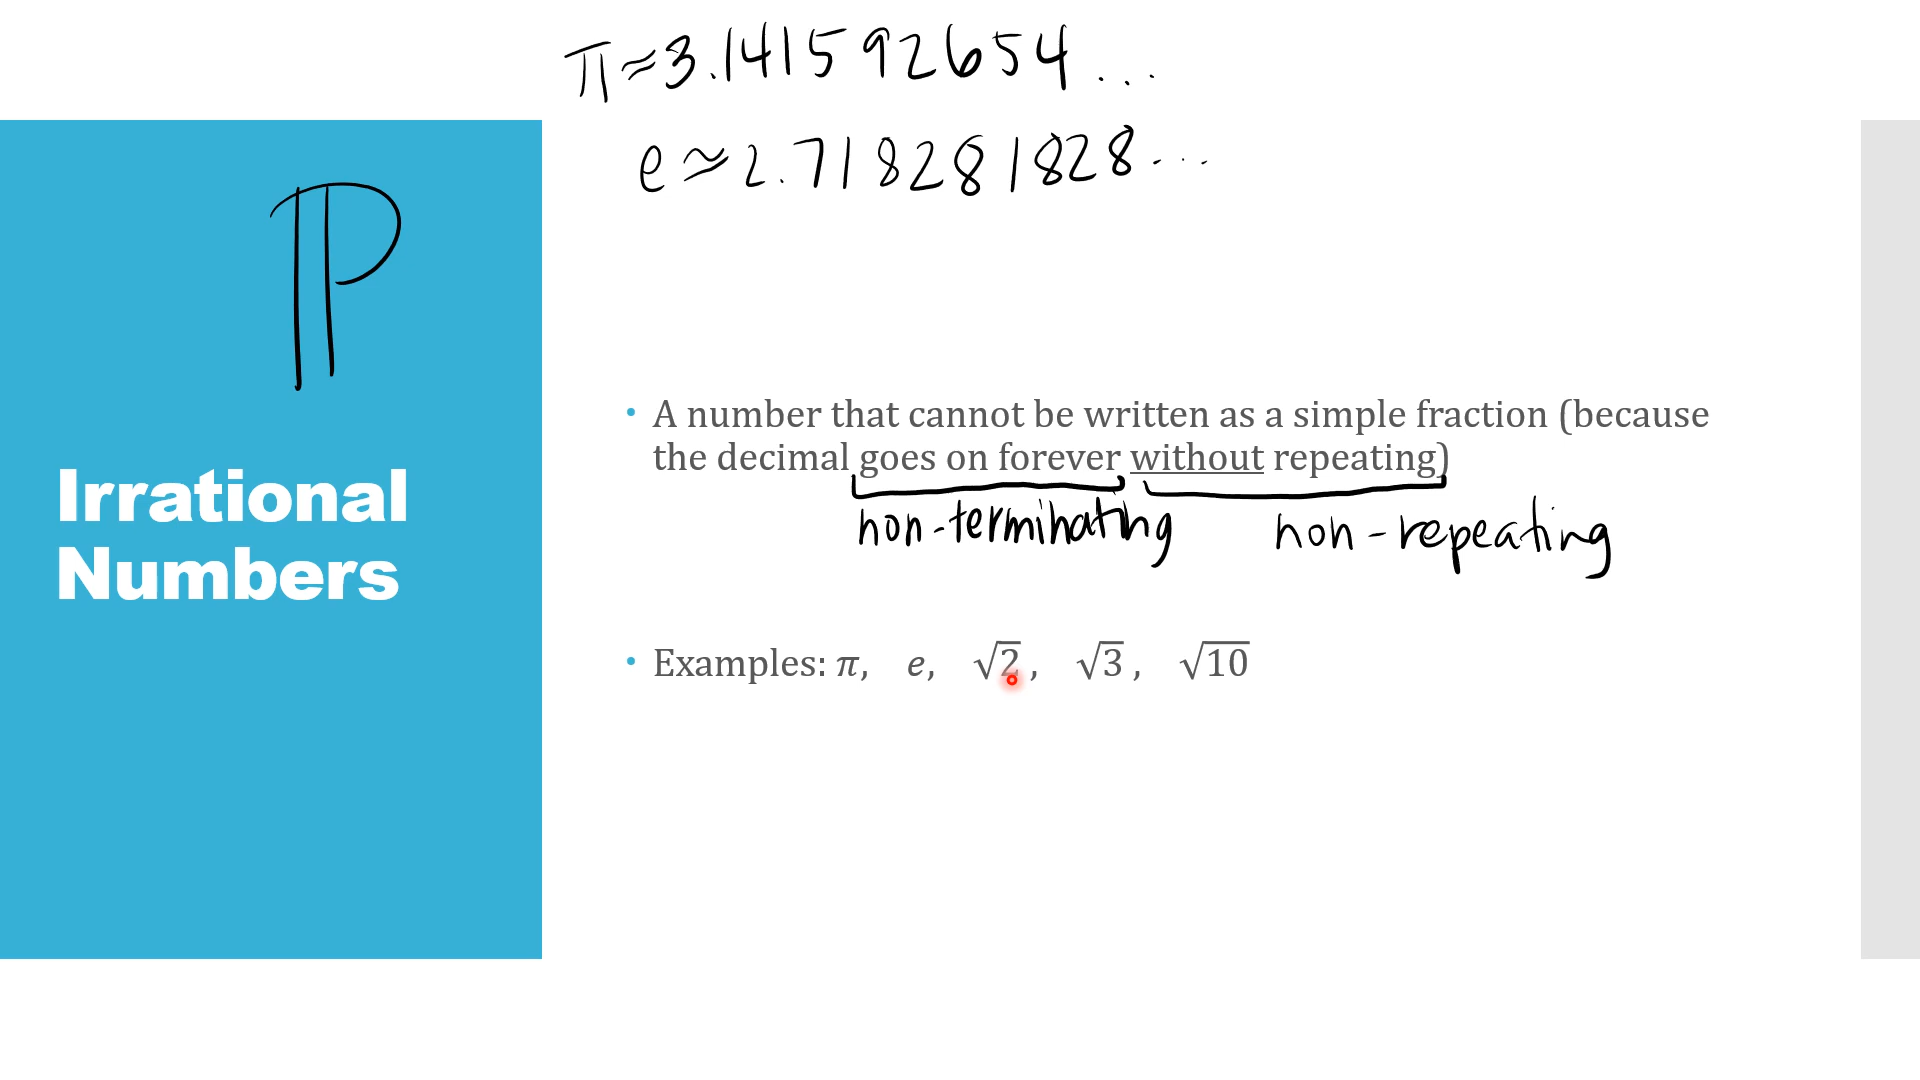 π≈3.141592654...
e≈2.718281828...
ℙ
Irrational
Numbers
• A number that cannot be written as a simple fraction (because
the decimal goes on forever without repeating)
non-terminating non-repeating
• Examples: π, e, √2, √3, √10